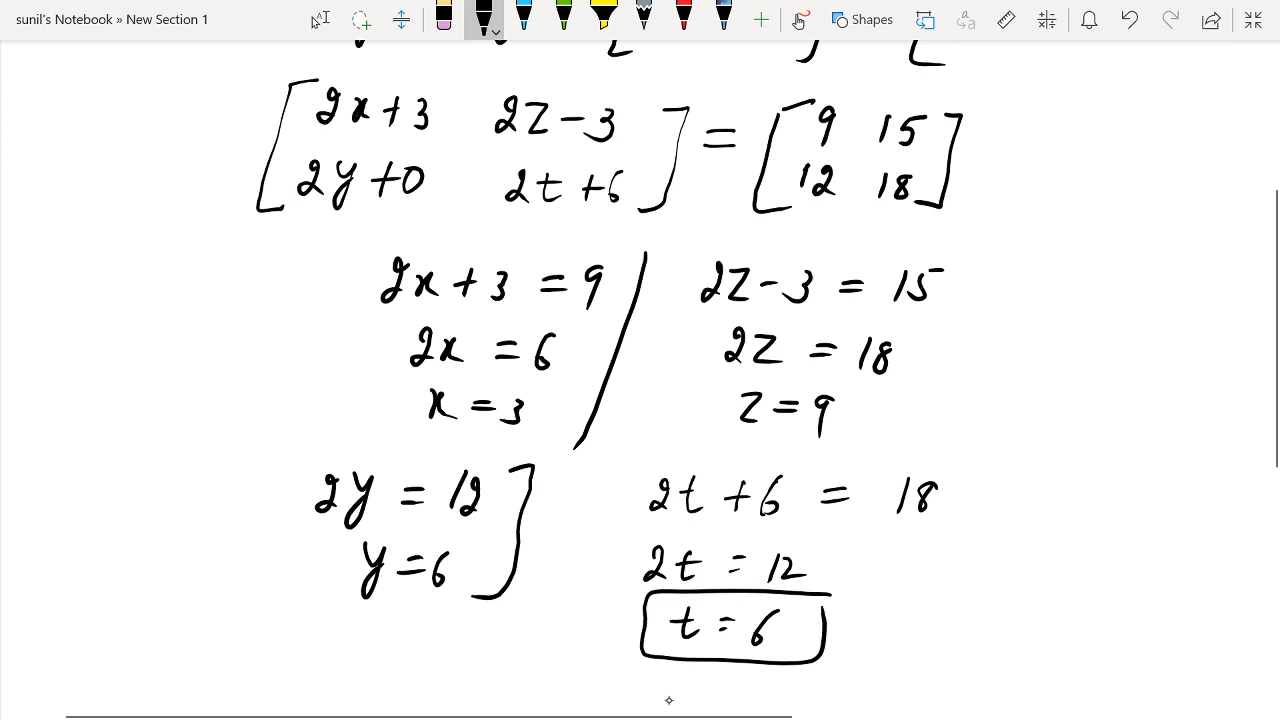 sunil's Notebook » New Section 1
Shapes
[2x+3 2z-3] = [9 15]
[2y+0 2t+6] [12 18]
2x+3 = 9 / 2z-3 = 15
2x = 6 2z = 18
x = 3 z = 9
2y = 12 ] 2t+6 = 18
y = 6 2t = 12
t = 6